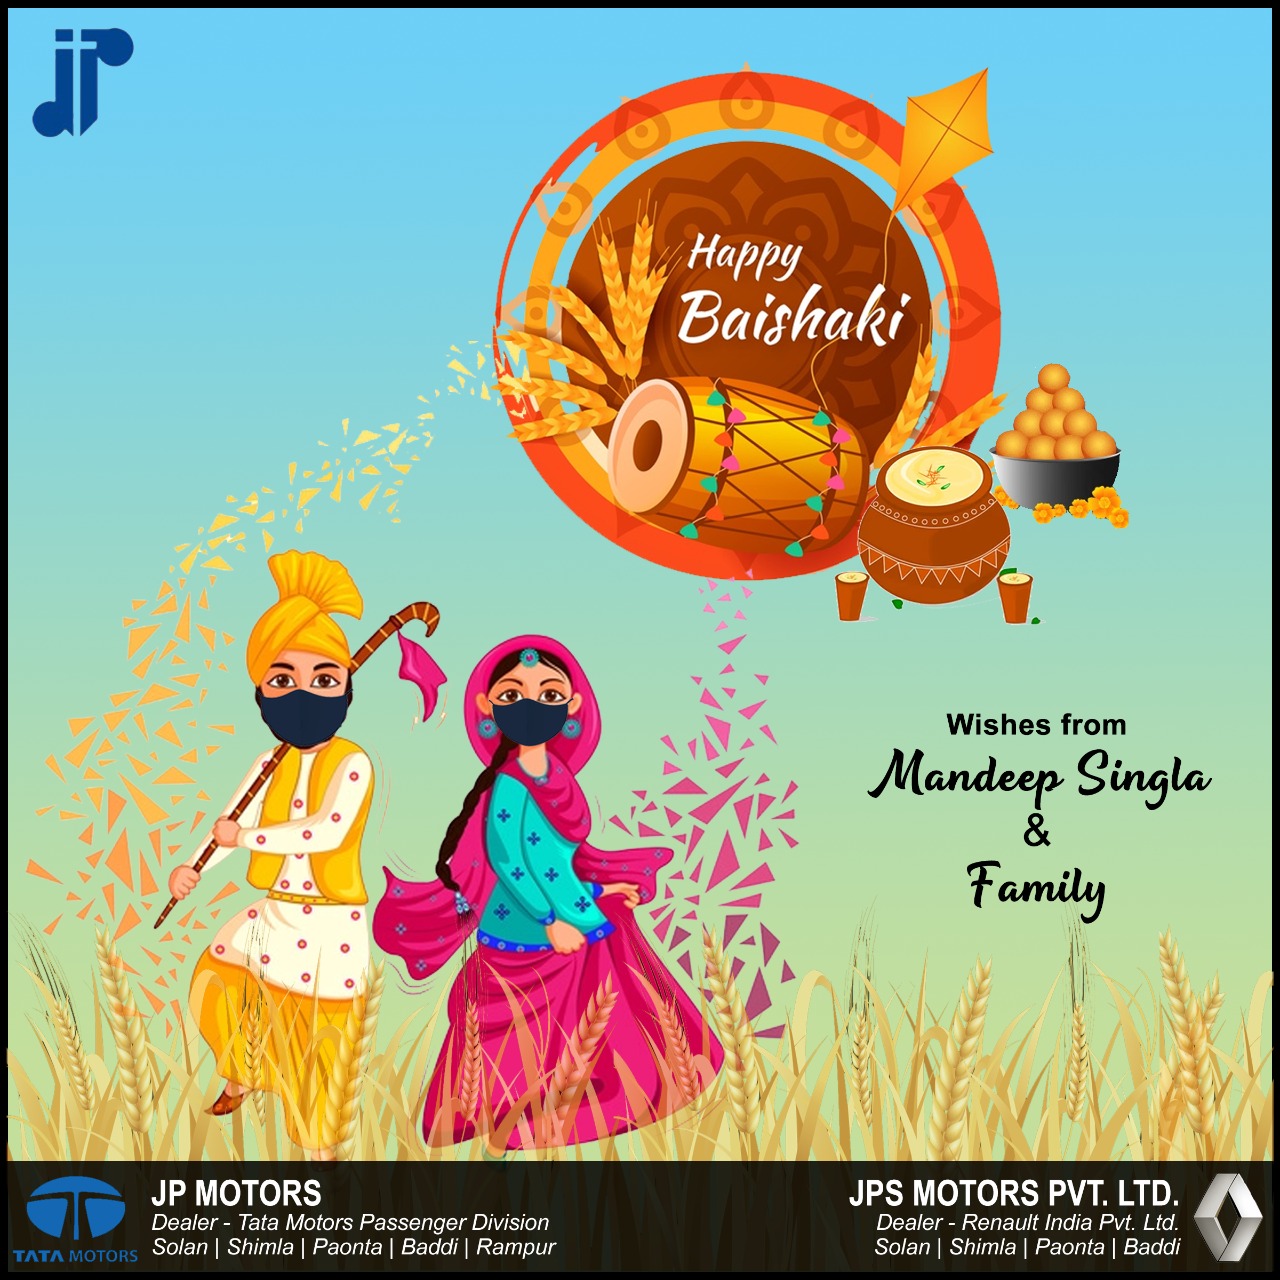 JP
Happy
Baishaki
Wishes from
Mandeep Singla
&
Family
TATA MOTORS
JP MOTORS
Dealer - Tata Motors Passenger Division
Solan | Shimla | Paonta | Baddi | Rampur
JPS MOTORS PVT. LTD.
Dealer - Renault India Pvt. Ltd.
Solan | Shimla | Paonta | Baddi